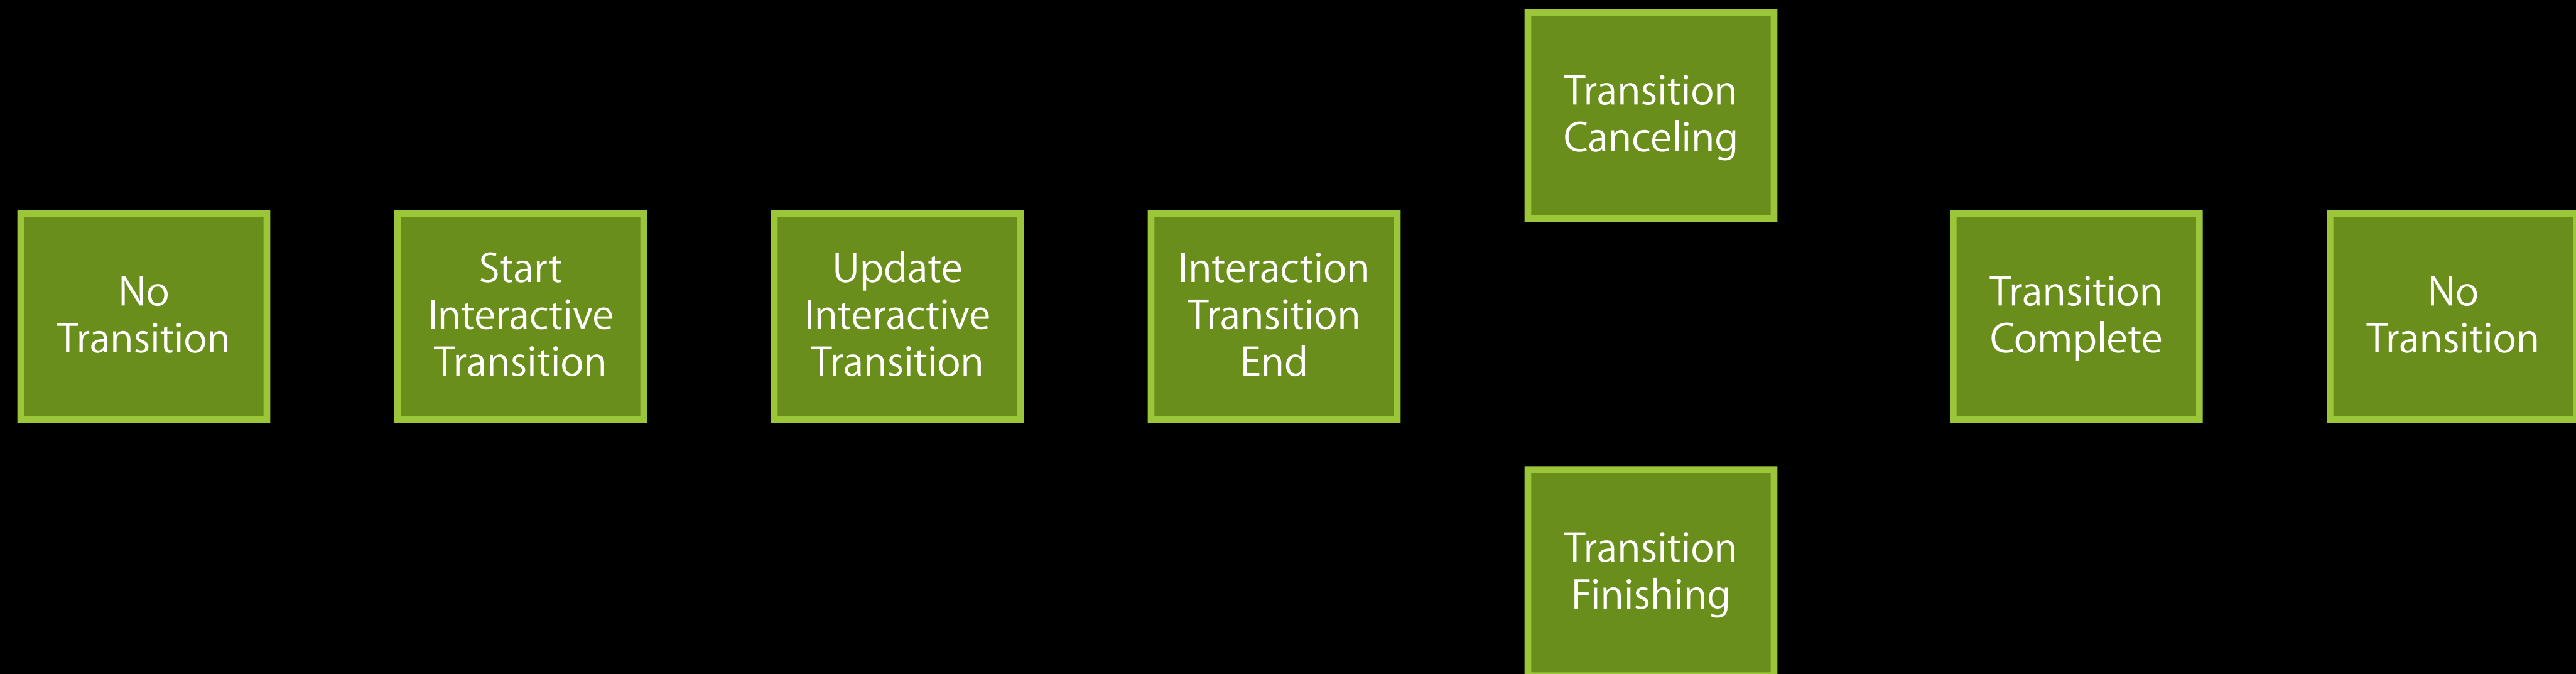 No
Transition
Start
Interactive
Transition
Update
Interactive
Transition
Interaction
Transition
End
Transition
Canceling
Transition
Finishing
Transition
Complete
No
Transition